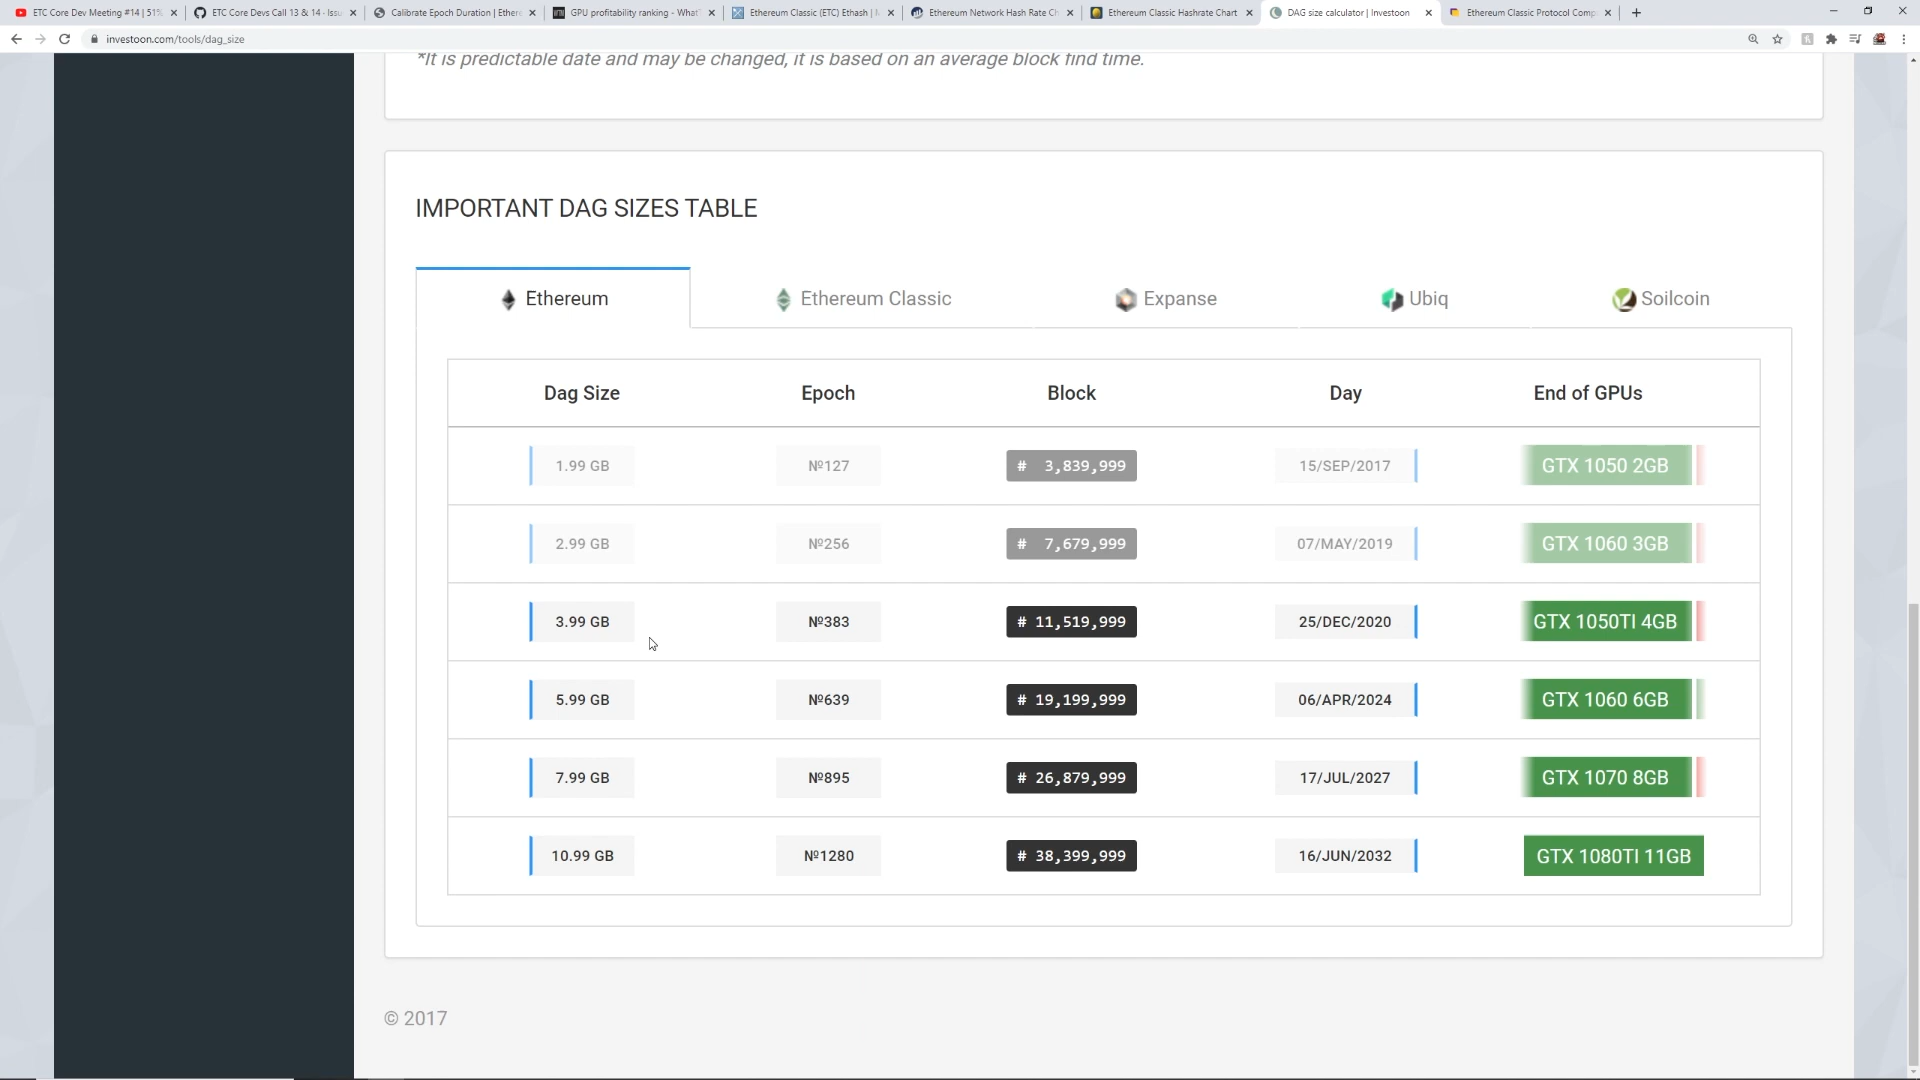 ETC Core Dev Meeting #14 | 51%
ETC Core Devs Call 13 & 14 - Issu
Calibrate Epoch Duration | Ether
GPU profitability ranking - What
Ethereum Classic (ETC) Ethash |
Ethereum Network Hash Rate Ch
Ethereum Classic Hashrate Chart
DAG size calculator | Investoon
Ethereum Classic Protocol Comp
investoon.com/tools/dag_size
*It is predictable date and may be changed, it is based on an average block find time.
IMPORTANT DAG SIZES TABLE
Ethereum
Ethereum Classic
Expanse
Ubiq
Soilcoin
Dag Size Epoch Block Day End of GPUs
1.99 GB №127 # 3,839,999 15/SEP/2017 GTX 1050 2GB
2.99 GB №256 # 7,679,999 07/MAY/2019 GTX 1060 3GB
3.99 GB №383 # 11,519,999 25/DEC/2020 GTX 1050TI 4GB
5.99 GB №639 # 19,199,999 06/APR/2024 GTX 1060 6GB
7.99 GB №895 # 26,879,999 17/JUL/2027 GTX 1070 8GB
10.99 GB №1280 # 38,399,999 16/JUN/2032 GTX 1080TI 11GB
© 2017